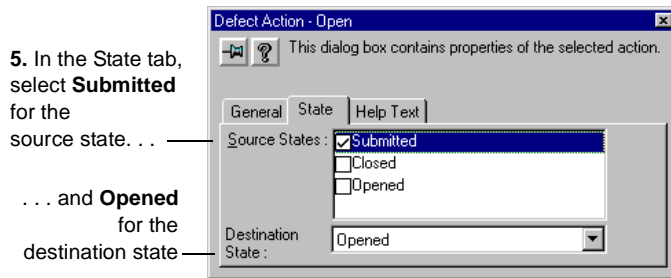 Defect Action - Open
This dialog box contains properties of the selected action.
5. In the State tab,
select Submitted
for the
source state. . .
General State Help Text
Source States :
Submitted
Closed
Opened
. . . and Opened
for the
destination state
Destination
State :
Opened